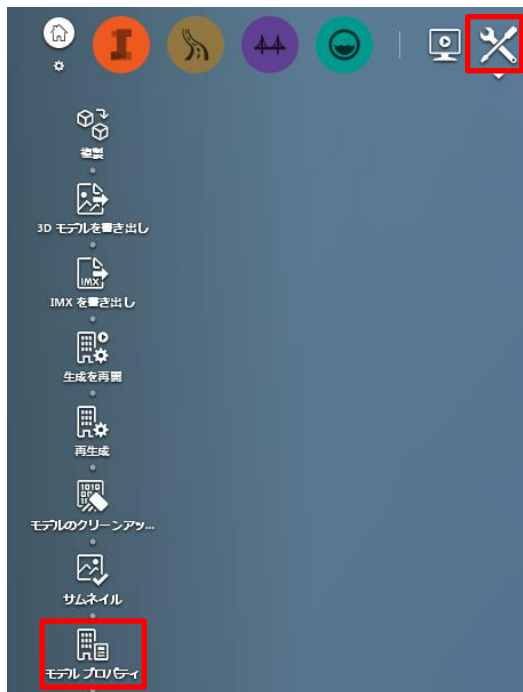 複製
3D モデルを書き出し
IMX
IMX を書き出し
生成を再開
再生成
1010
モデルのクリーンアッ...
サムネイル
モデル プロパティ